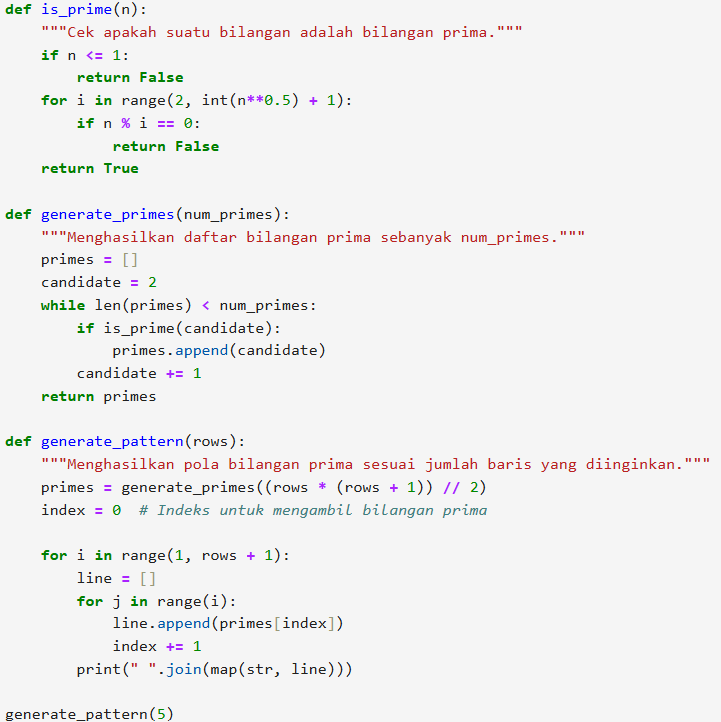 def is_prime(n):
    """Cek apakah suatu bilangan adalah bilangan prima."""
    if n <= 1:
        return False
    for i in range(2, int(n**0.5) + 1):
        if n % i == 0:
            return False
    return True

def generate_primes(num_primes):
    """Menghasilkan daftar bilangan prima sebanyak num_primes."""
    primes = []
    candidate = 2
    while len(primes) < num_primes:
        if is_prime(candidate):
            primes.append(candidate)
        candidate += 1
    return primes

def generate_pattern(rows):
    """Menghasilkan pola bilangan prima sesuai jumlah baris yang diinginkan."""
    primes = generate_primes((rows * (rows + 1)) // 2)
    index = 0  # Indeks untuk mengambil bilangan prima

    for i in range(1, rows + 1):
        line = []
        for j in range(i):
            line.append(primes[index])
            index += 1
        print(" ".join(map(str, line)))

generate_pattern(5)